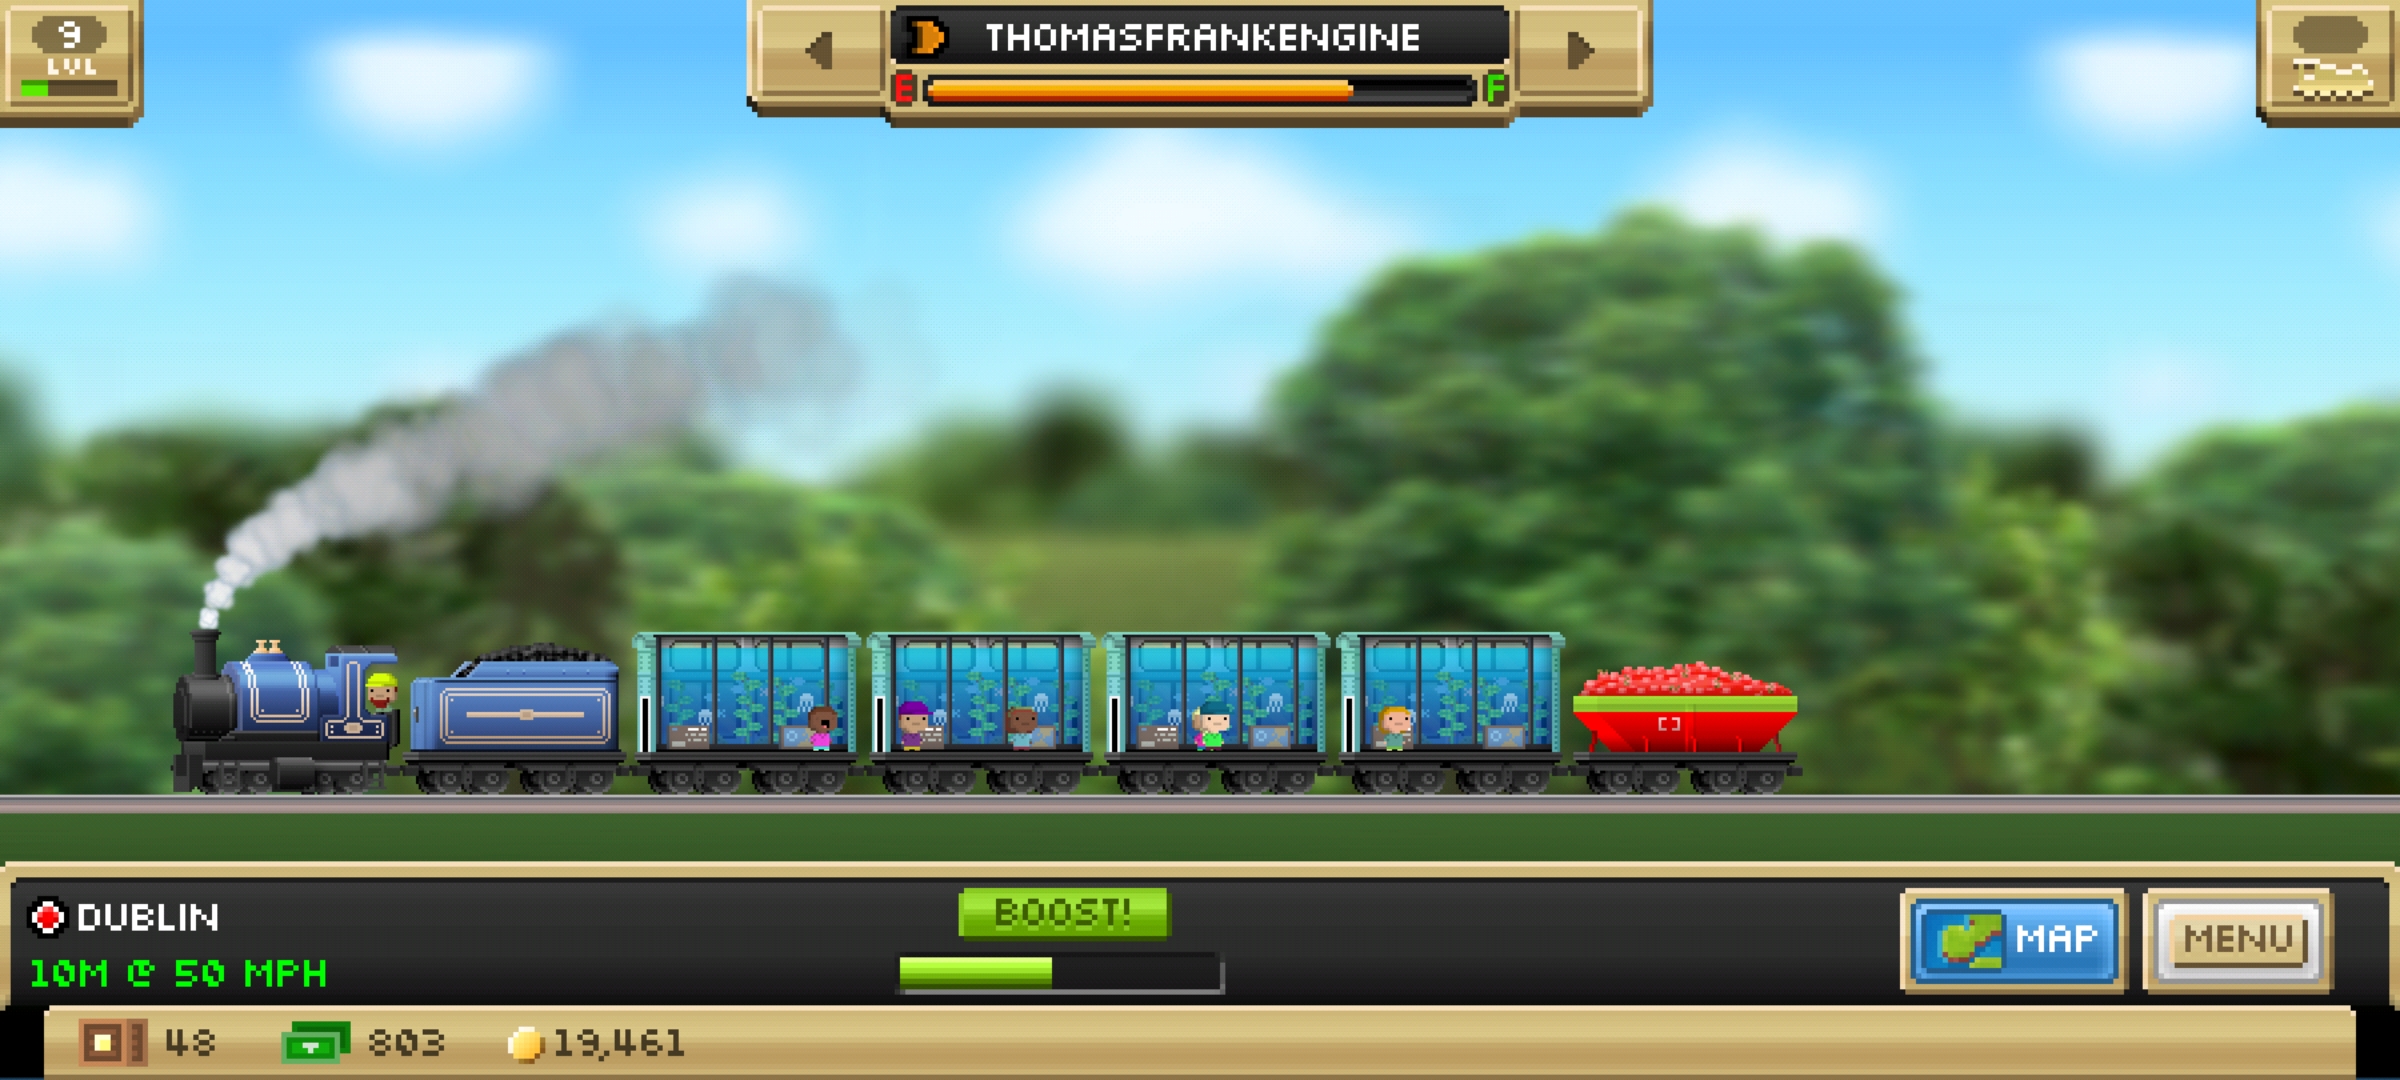 9
LVL
THOMASFRANKENGINE
E F
DUBLIN
10M @ 50 MPH
BOOST!
MAP
MENU
48 803 19,461